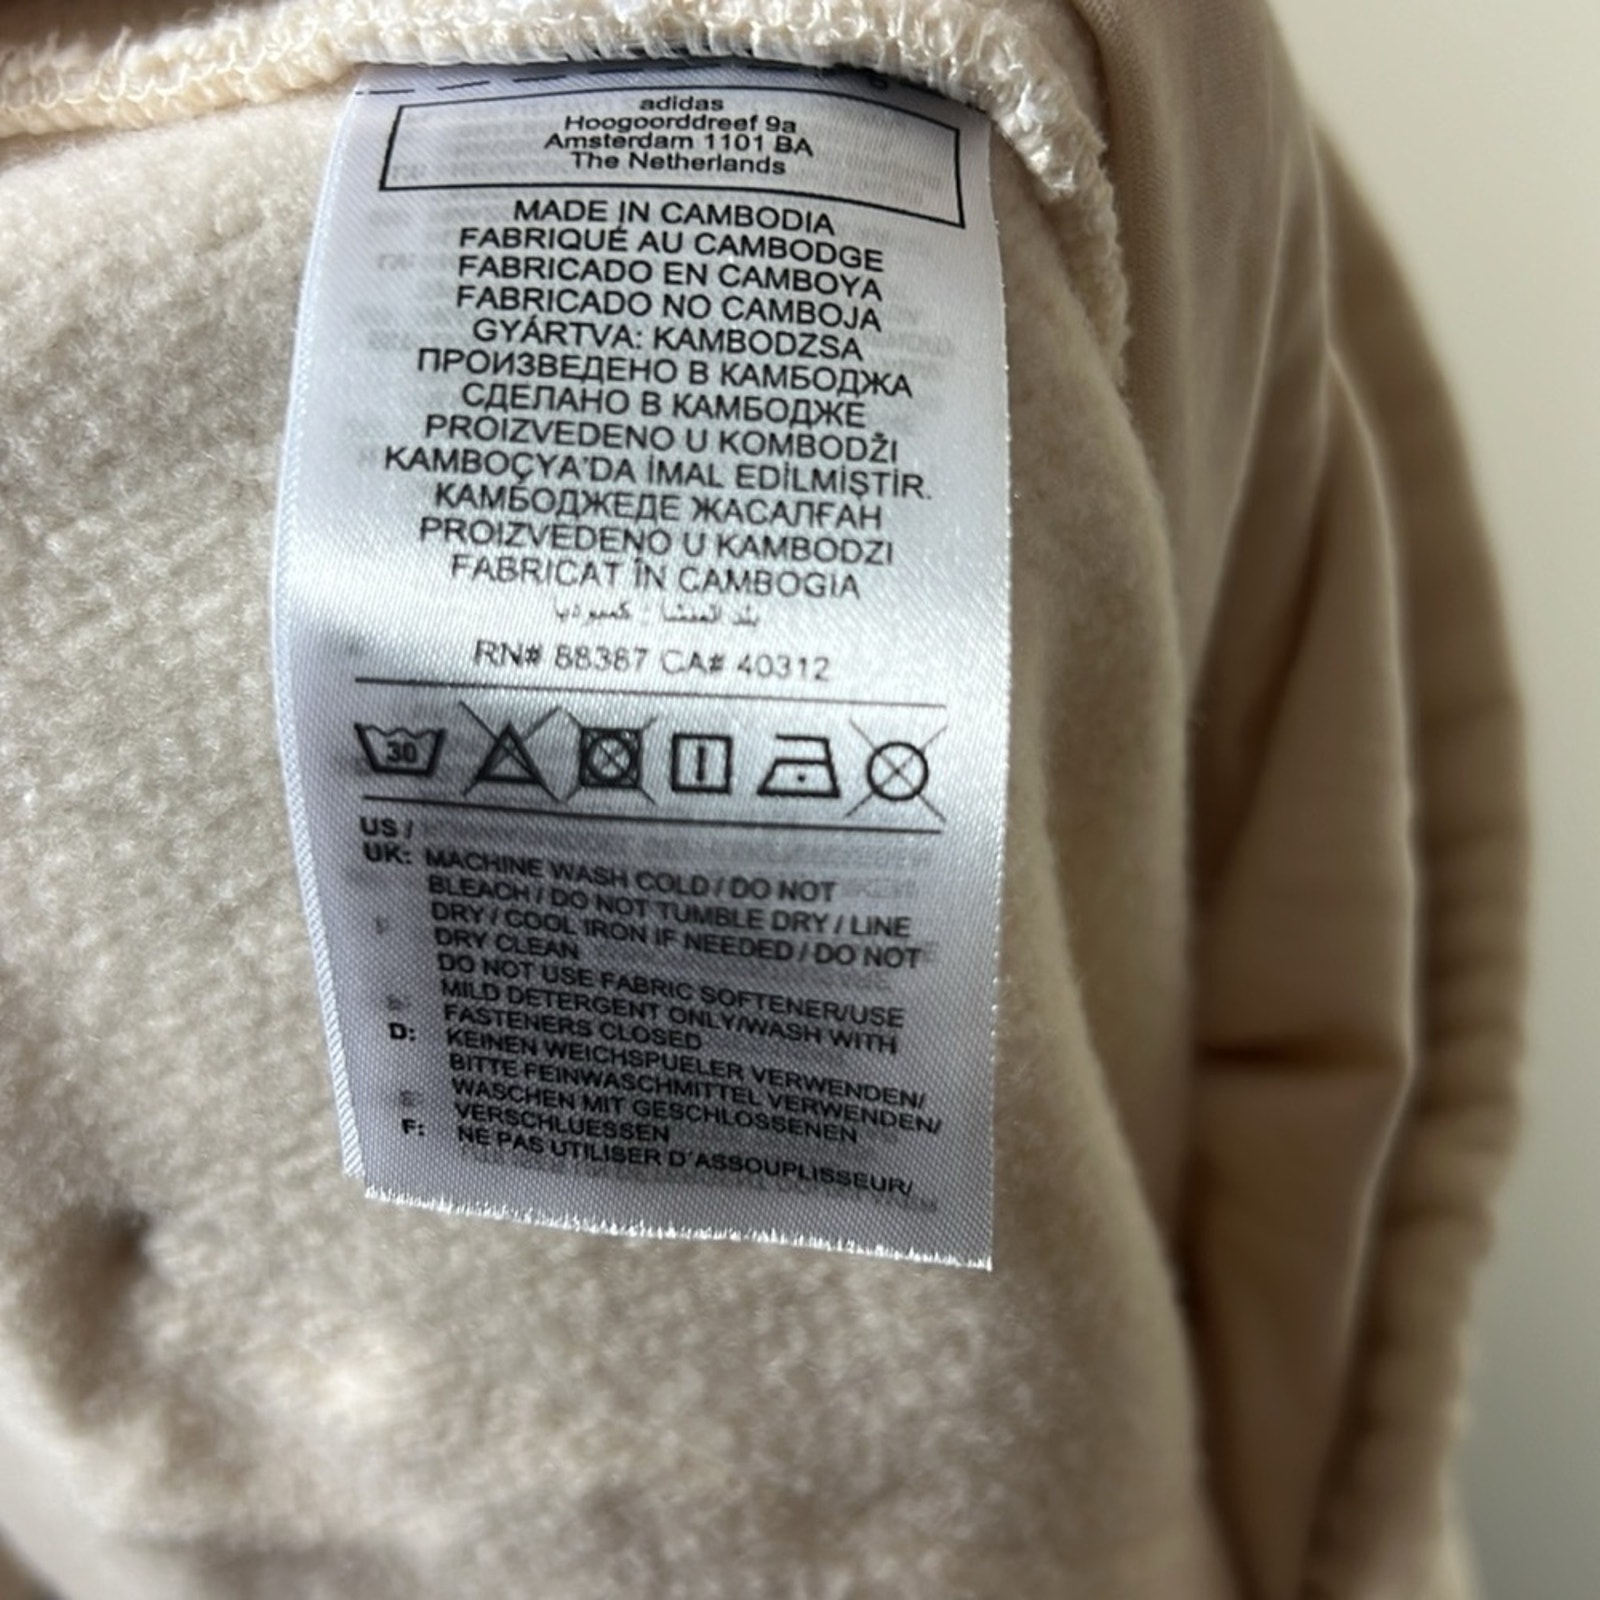 adidas
Hoogoorddreef 9a
Amsterdam 1101 BA
The Netherlands
MADE IN CAMBODIA
FABRIQUÉ AU CAMBODGE
FABRICADO EN CAMBOYA
FABRICADO NO CAMBOJA
GYÁRTVA: KAMBODZSA
ПРОИЗВЕДЕНО В КАМБОДЖА
СДЕЛАНО В КАМБОДЖЕ
PROIZVEDENO U KOMBODŽI
KAMBOÇYA'DA İMAL EDİLMİŞTİR.
КАМБОДЖЕДЕ ЖАСАЛҒАН
PROIZVEDENO U KAMBODZI
FABRICAT ÎN CAMBOGIA
بلد المنشا : كمبوديا
RN# 88387 CA# 40312
30
US /
UK: MACHINE WASH COLD / DO NOT
BLEACH / DO NOT TUMBLE DRY / LINE
DRY / COOL IRON IF NEEDED / DO NOT
DRY CLEAN
DO NOT USE FABRIC SOFTENER/USE
MILD DETERGENT ONLY/WASH WITH
FASTENERS CLOSED
D: KEINEN WEICHSPUELER VERWENDEN/
BITTE FEINWASCHMITTEL VERWENDEN/
WASCHEN MIT GESCHLOSSENEN
VERSCHLUESSEN
F: NE PAS UTILISER D'ASSOUPLISSEUR/